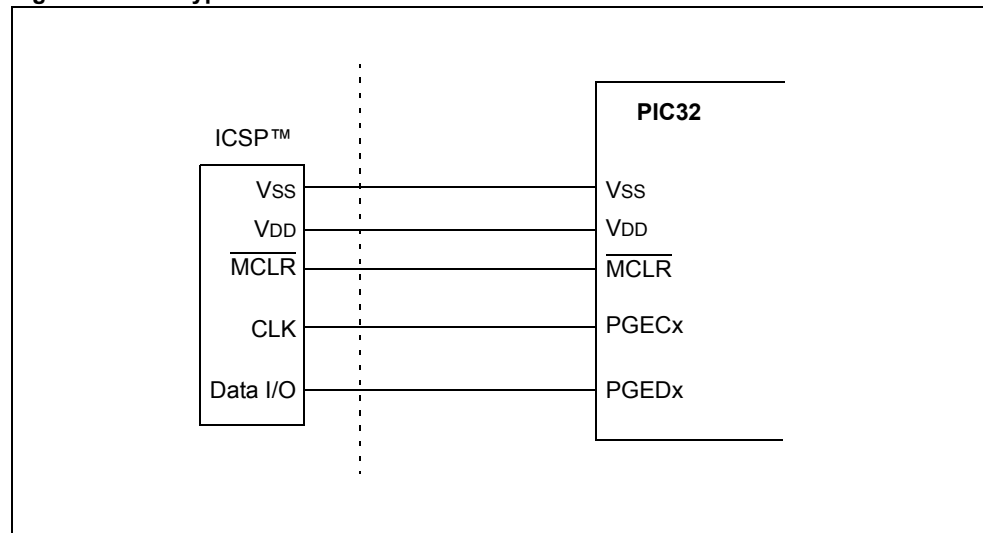 PIC32
ICSP™
VSS VSS
VDD VDD
MCLR MCLR
CLK PGECx
Data I/O PGEDx